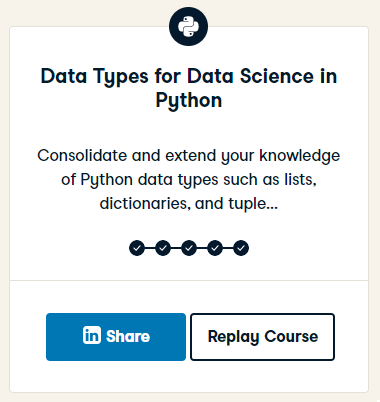 Data Types for Data Science in
Python
Consolidate and extend your knowledge
of Python data types such as lists,
dictionaries, and tuple...
in Share
Replay Course